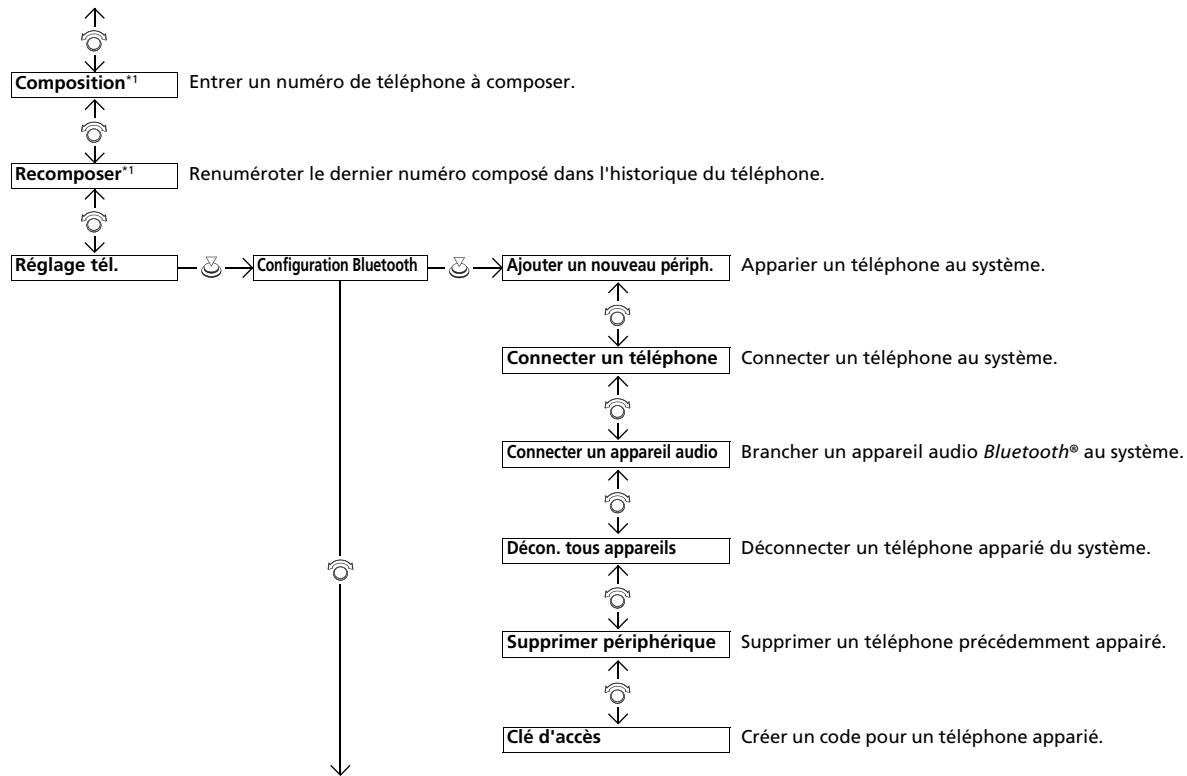 Composition*1 Entrer un numéro de téléphone à composer.
Recomposer*1 Renuméroter le dernier numéro composé dans l'historique du téléphone.
Réglage tél. Configuration Bluetooth Ajouter un nouveau périph. Apparier un téléphone au système.
Connecter un téléphone Connecter un téléphone au système.
Connecter un appareil audio Brancher un appareil audio Bluetooth® au système.
Décon. tous appareils Déconnecter un téléphone apparié du système.
Supprimer périphérique Supprimer un téléphone précédemment appairé.
Clé d'accès Créer un code pour un téléphone apparié.